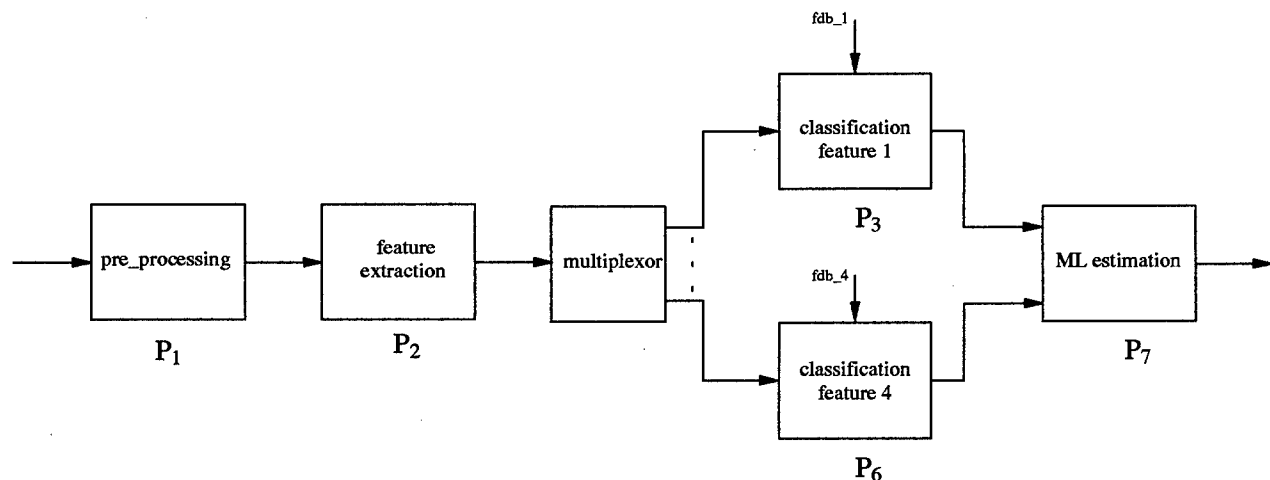 fdb_1
classification
feature 1
P3
pre_processing
P1
feature
extraction
P2
multiplexor
fdb_4
classification
feature 4
P6
ML estimation
P7